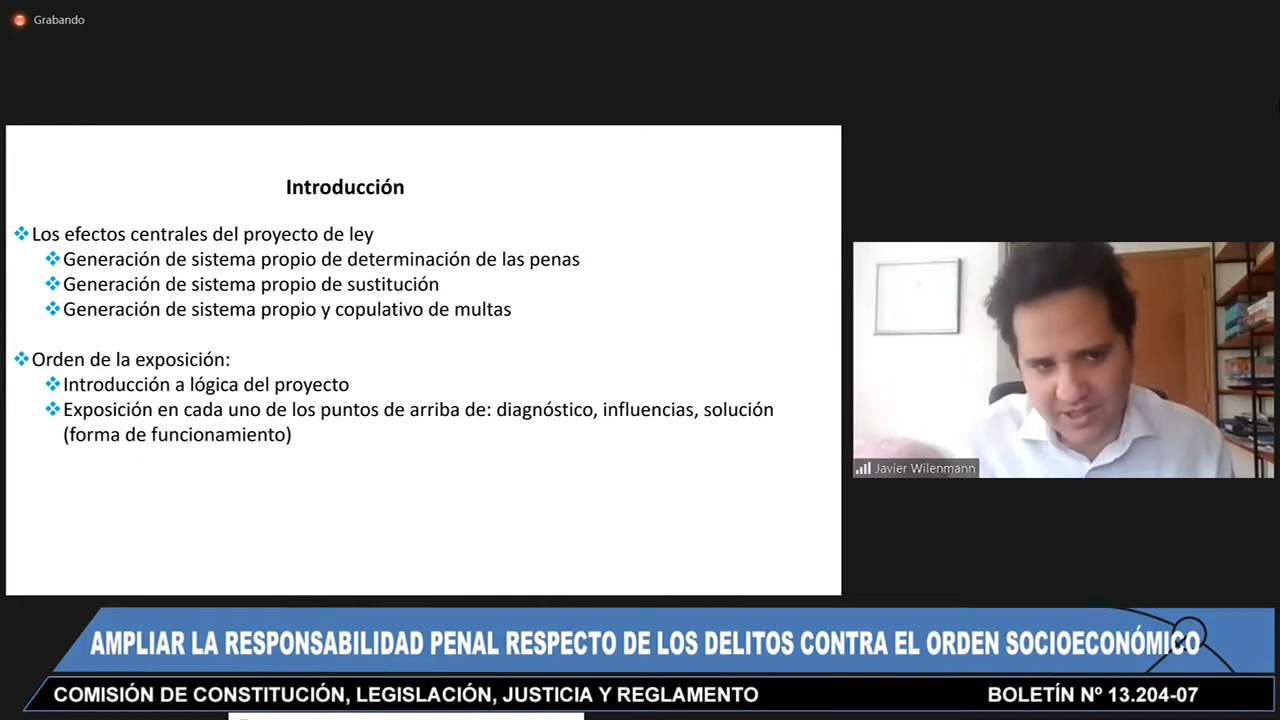 Grabando
Introducción
Los efectos centrales del proyecto de ley
Generación de sistema propio de determinación de las penas
Generación de sistema propio de sustitución
Generación de sistema propio y copulativo de multas
Orden de la exposición:
Introducción a lógica del proyecto
Exposición en cada uno de los puntos de arriba de: diagnóstico, influencias, solución
(forma de funcionamiento)
Javier Wilenmann
AMPLIAR LA RESPONSABILIDAD PENAL RESPECTO DE LOS DELITOS CONTRA EL ORDEN SOCIOECONÓMICO
COMISIÓN DE CONSTITUCIÓN, LEGISLACIÓN, JUSTICIA Y REGLAMENTO
BOLETÍN Nº 13.204-07